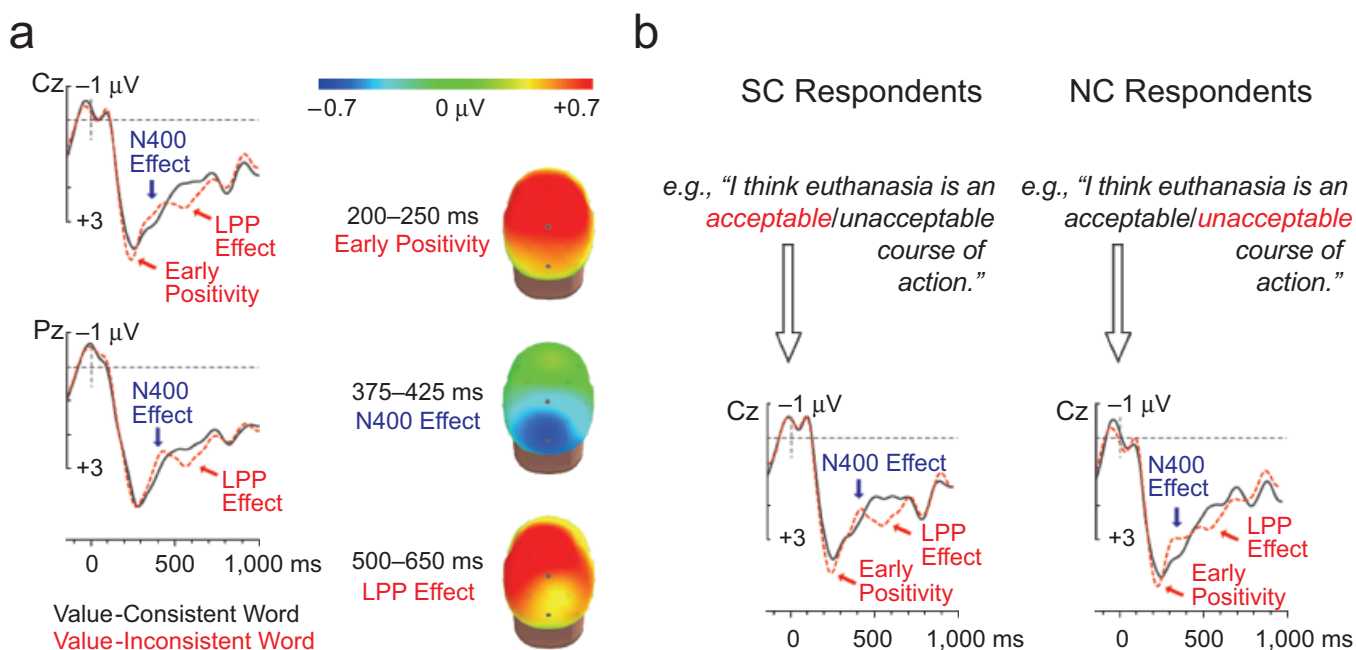 a
Cz
–1 μV
N400
Effect
+3
LPP
Effect
Early
Positivity
Pz
–1 μV
N400
Effect
+3
LPP
Effect
0
500
1,000 ms
Value-Consistent Word
Value-Inconsistent Word
–0.7
0 μV
+0.7
200–250 ms
Early Positivity
375–425 ms
N400 Effect
500–650 ms
LPP Effect
b
SC Respondents
e.g., “I think euthanasia is an
acceptable/unacceptable
course of
action.”
Cz
–1 μV
N400 Effect
+3
LPP
Effect
Early
Positivity
0
500
1,000 ms
NC Respondents
e.g., “I think euthanasia is an
acceptable/unacceptable
course of
action.”
Cz
–1 μV
N400
Effect
+3
LPP
Effect
Early
Positivity
0
500
1,000 ms